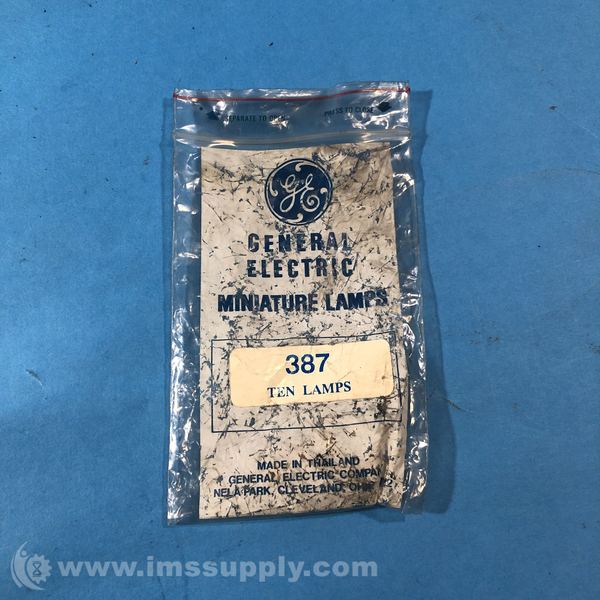 SEPARATE TO OPEN PRESS TO CLOSE
GE
GENERAL
ELECTRIC
MINIATURE LAMPS
387
TEN LAMPS
MADE IN THAILAND
GENERAL ELECTRIC COMPA
NELA PARK, CLEVELAND, OHIO
www.imssupply.com